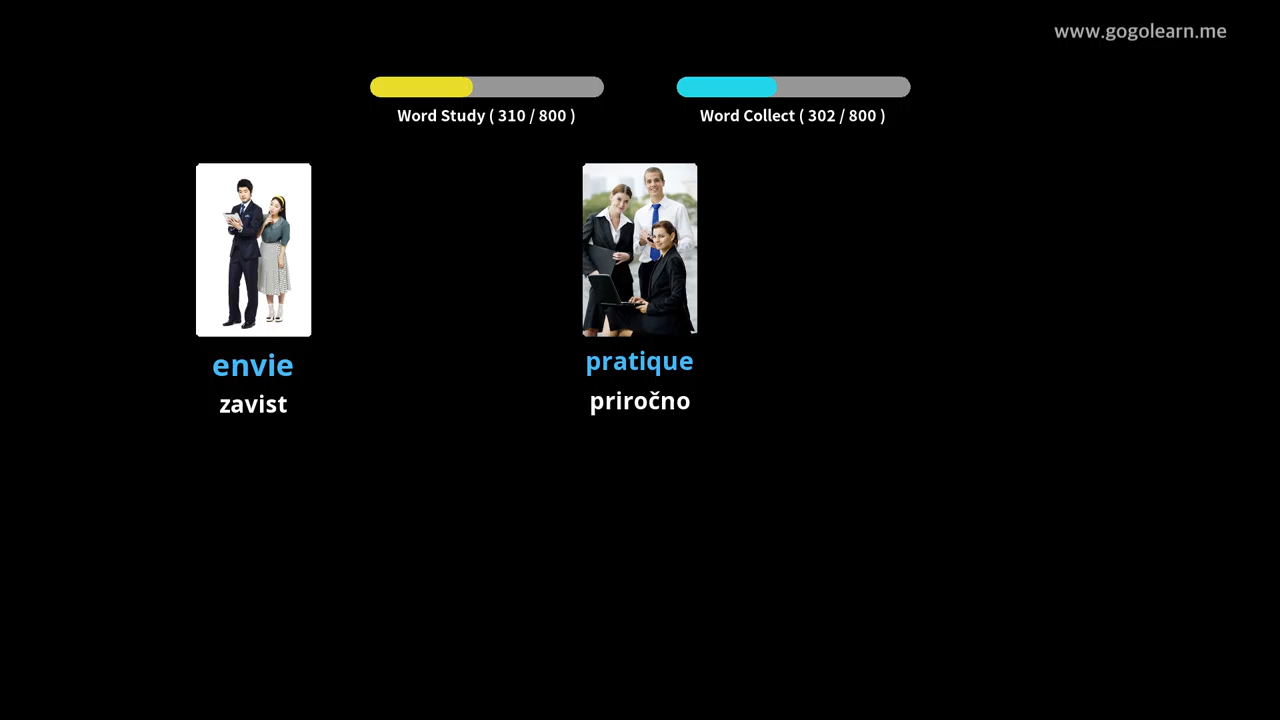 www.gogolearn.me
Word Study ( 310 / 800 )
Word Collect ( 302 / 800 )
envie
zavist
pratique
priročno